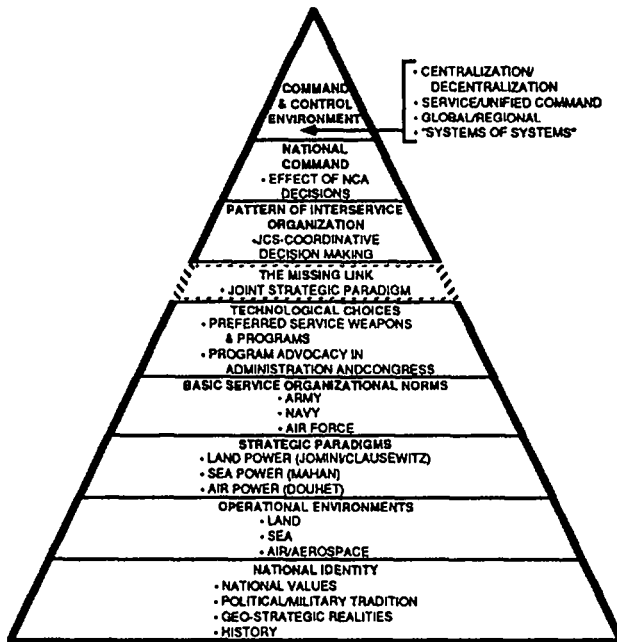 COMMAND
& CONTROL
ENVIRONMENT
• CENTRALIZATION/
DECENTRALIZATION
• SERVICE/UNIFIED COMMAND
• GLOBAL/REGIONAL
• "SYSTEMS OF SYSTEMS"
NATIONAL
COMMAND
• EFFECT OF NCA
DECISIONS
PATTERN OF INTERSERVICE
ORGANIZATION
• JCS-COORDINATIVE
DECISION MAKING
THE MISSING LINK
• JOINT STRATEGIC PARADIGM
TECHNOLOGICAL CHOICES
• PREFERRED SERVICE WEAPONS
& PROGRAMS
• PROGRAM ADVOCACY IN
ADMINISTRATION ANDCONGRESS
BASIC SERVICE ORGANIZATIONAL NORMS
• ARMY
• NAVY
• AIR FORCE
STRATEGIC PARADIGMS
• LAND POWER (JOMINI/CLAUSEWITZ)
• SEA POWER (MAHAN)
• AIR POWER (DOUHET)
OPERATIONAL ENVIRONMENTS
• LAND
• SEA
• AIR/AEROSPACE
NATIONAL IDENTITY
• NATIONAL VALUES
• POLITICAL/MILITARY TRADITION
• GEO-STRATEGIC REALITIES
• HISTORY